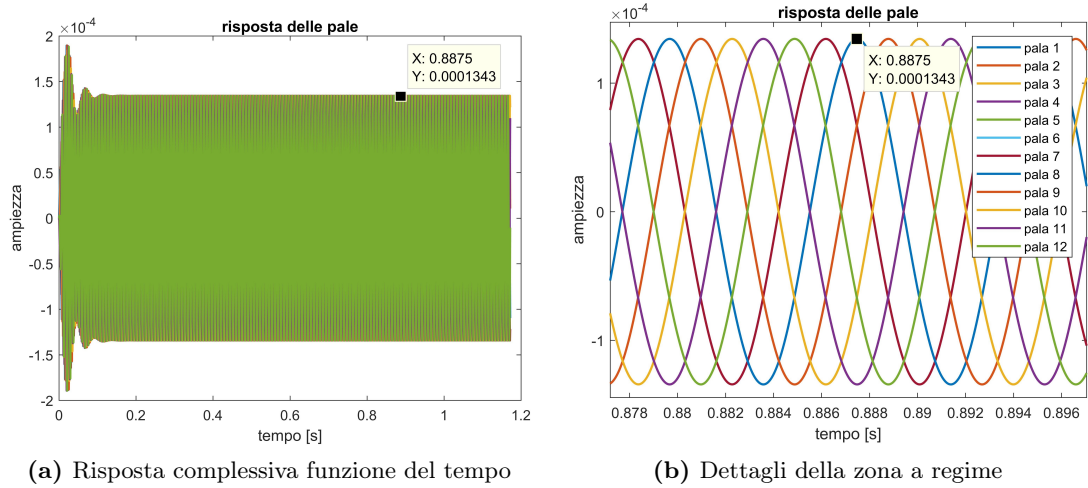 risposta delle pale
×10⁻⁴
2
1.5
1
0.5
0
-0.5
-1
-1.5
-2
ampiezza
X: 0.8875
Y: 0.0001343
0 0.2 0.4 0.6 0.8 1 1.2
tempo [s]
(a) Risposta complessiva funzione del tempo
risposta delle pale
×10⁻⁴
1
0
-1
ampiezza
X: 0.8875
Y: 0.0001343
pala 1
pala 2
pala 3
pala 4
pala 5
pala 6
pala 7
pala 8
pala 9
pala 10
pala 11
pala 12
0.878 0.88 0.882 0.884 0.886 0.888 0.89 0.892 0.894 0.896
tempo [s]
(b) Dettagli della zona a regime